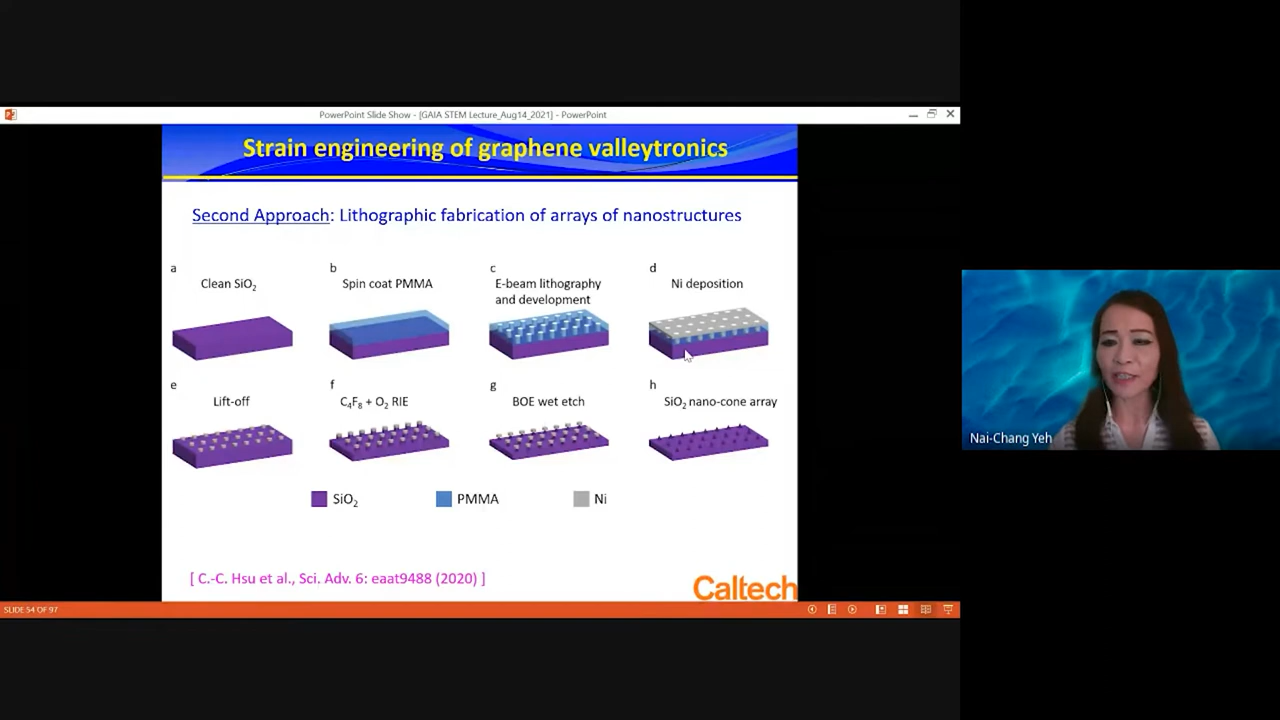 PowerPoint Slide Show - [GAIA STEM Lecture_Aug14_2021] - PowerPoint
Strain engineering of graphene valleytronics
Second Approach: Lithographic fabrication of arrays of nanostructures
a
Clean SiO2
b
Spin coat PMMA
c
E-beam lithography
and development
d
Ni deposition
e
Lift-off
f
C4F8 + O2 RIE
g
BOE wet etch
h
SiO2 nano-cone array
SiO2
PMMA
Ni
[ C.-C. Hsu et al., Sci. Adv. 6: eaat9488 (2020) ]
Caltech
SLIDE 54 OF 97
Nai-Chang Yeh